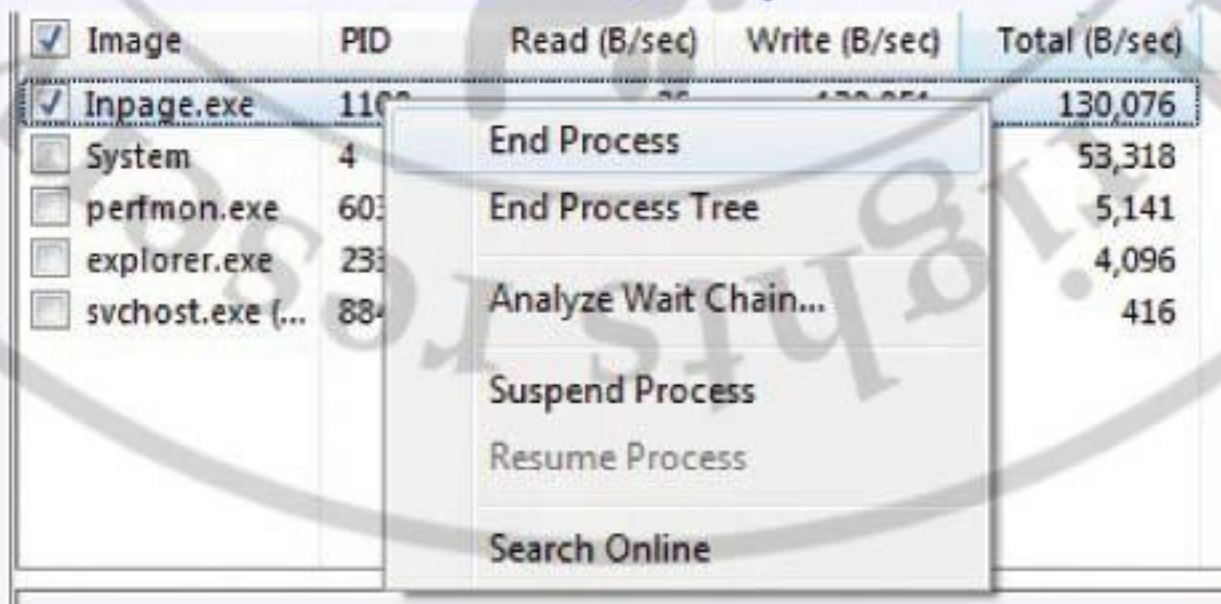 Image PID Read (B/sec) Write (B/sec) Total (B/sec)
Inpage.exe 130,076
System 4 53,318
perfmon.exe 5,141
explorer.exe 4,096
svchost.exe (... 416
End Process
End Process Tree
Analyze Wait Chain...
Suspend Process
Resume Process
Search Online
rights res